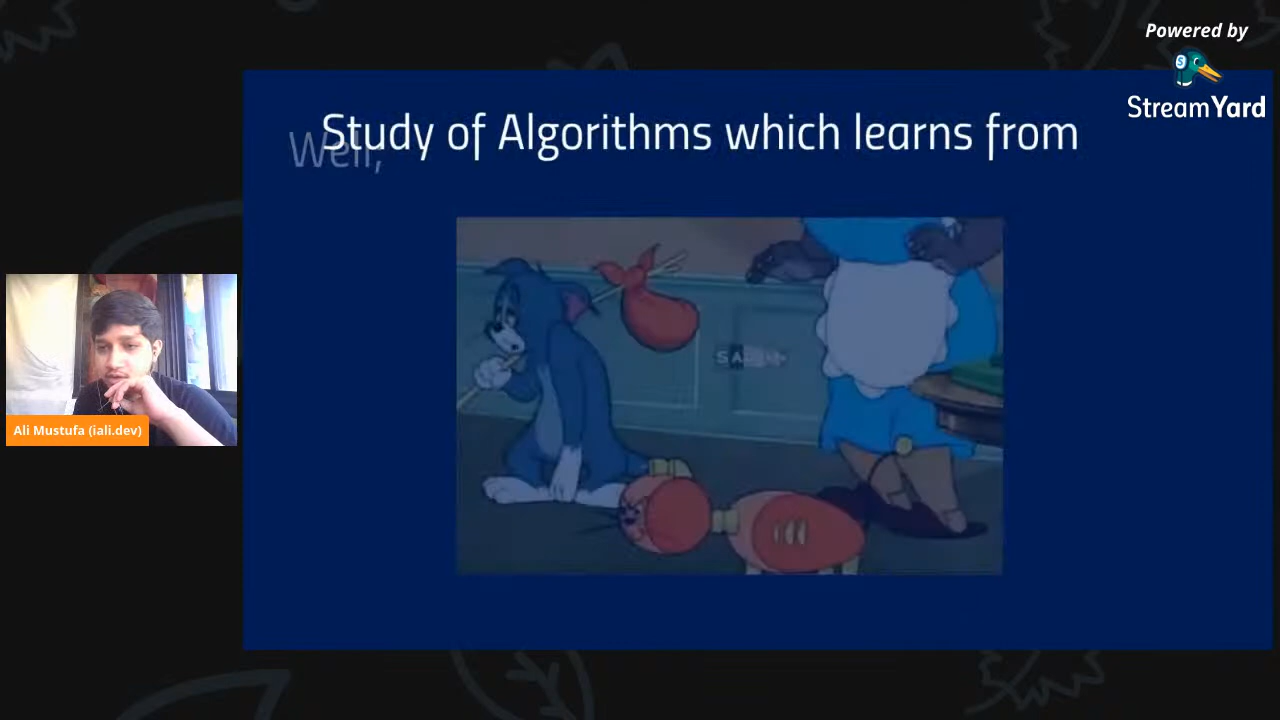 Powered by
StreamYard
Study of Algorithms which learns from
Well,
Ali Mustufa (iali.dev)